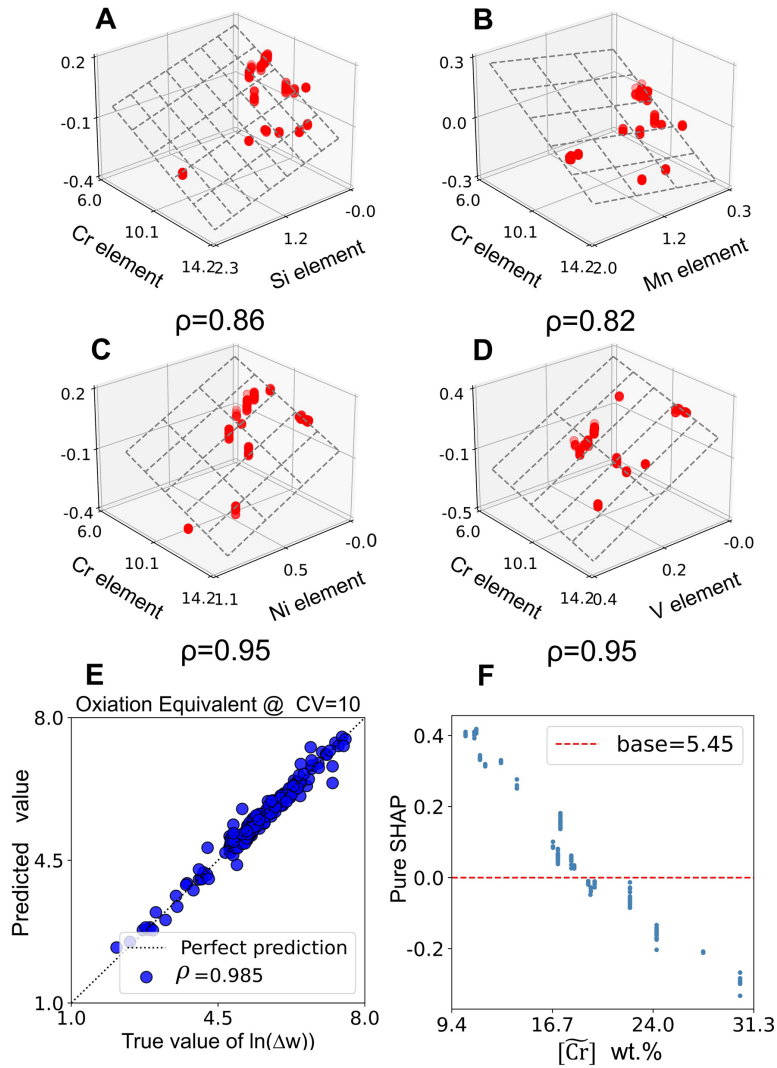 A
0.2
-0.1
-0.4
6.0
10.1
14.2
2.3
1.2
-0.0
Cr element
Si element
ρ=0.86
B
0.3
0.0
-0.3
6.0
10.1
14.2
2.0
1.2
0.3
Cr element
Mn element
ρ=0.82
C
0.2
-0.1
-0.4
6.0
10.1
14.2
1.1
0.5
-0.0
Cr element
Ni element
ρ=0.95
D
0.4
-0.1
-0.5
6.0
10.1
14.2
0.4
0.2
-0.0
Cr element
V element
ρ=0.95
E
Oxiation Equivalent @ CV=10
8.0
4.5
1.0
Predicted value
Perfect prediction
ρ=0.985
1.0
4.5
8.0
True value of ln(Δw))
F
0.4
0.2
0.0
-0.2
Pure SHAP
base=5.45
9.4
16.7
24.0
31.3
[C͠r] wt.%